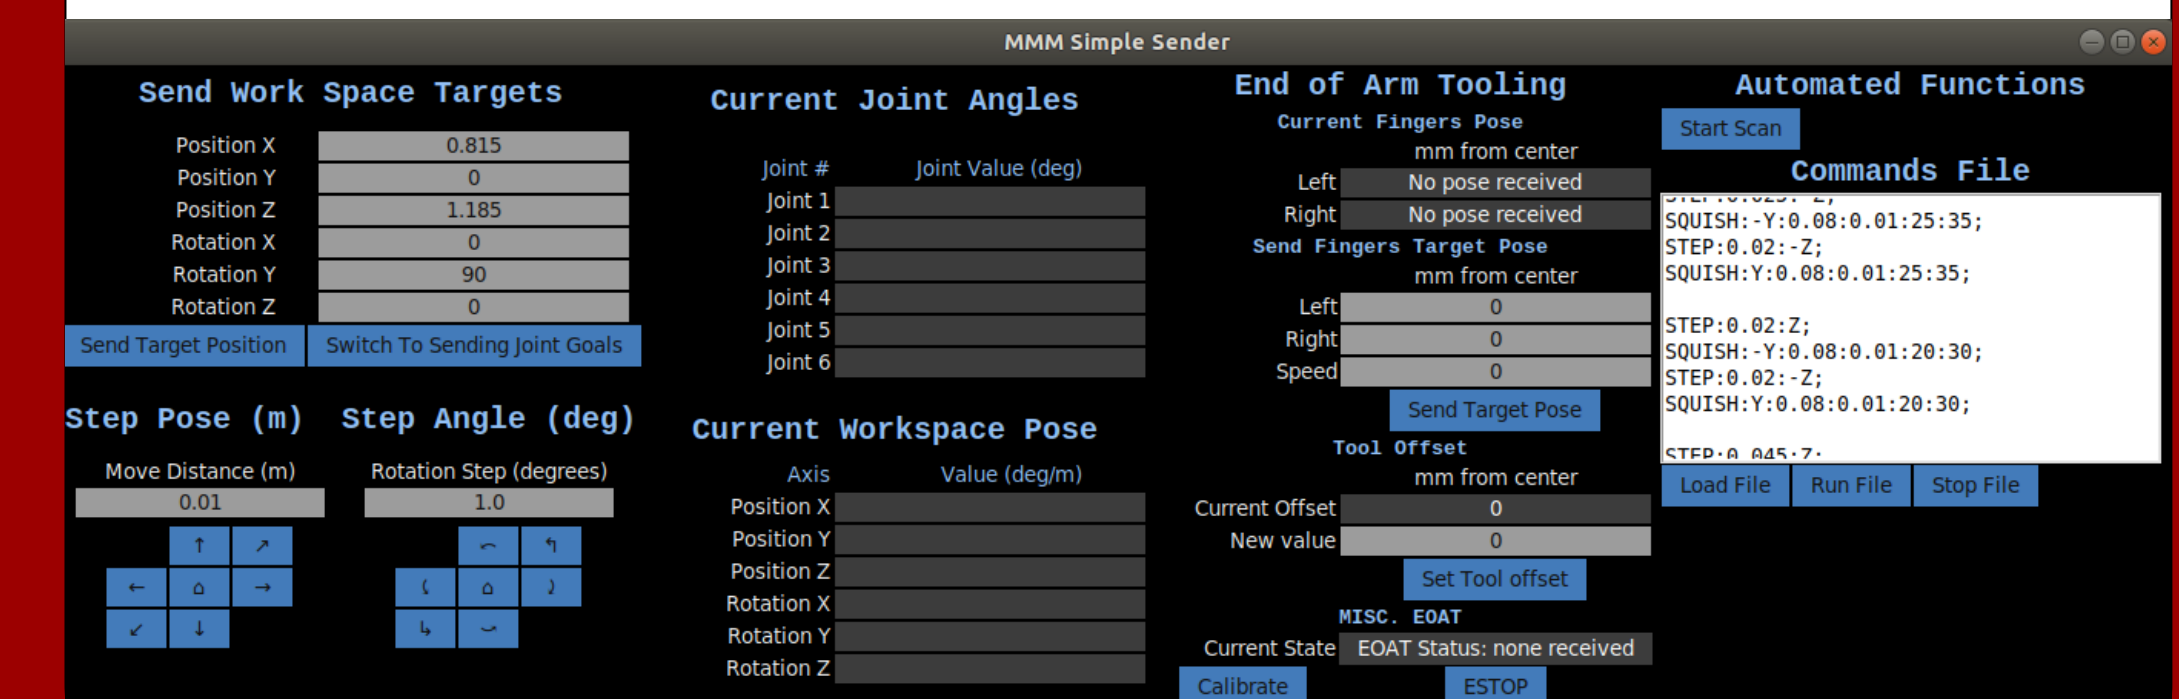 MMM Simple Sender
Send Work Space Targets
Position X 0.815
Position Y 0
Position Z 1.185
Rotation X 0
Rotation Y 90
Rotation Z 0
Send Target Position Switch To Sending Joint Goals
Step Pose (m) Step Angle (deg)
Move Distance (m) Rotation Step (degrees)
0.01 1.0
↑ ↗ ⤺ ↰
← ⌂ → ⤹ ⌂ ⤸
↙ ↓ ↳ ⤻
Current Joint Angles
Joint # Joint Value (deg)
Joint 1
Joint 2
Joint 3
Joint 4
Joint 5
Joint 6
Current Workspace Pose
Axis Value (deg/m)
Position X
Position Y
Position Z
Rotation X
Rotation Y
Rotation Z
End of Arm Tooling
Current Fingers Pose
mm from center
Left No pose received
Right No pose received
Send Fingers Target Pose
mm from center
Left 0
Right 0
Speed 0
Send Target Pose
Tool Offset
mm from center
Current Offset 0
New value 0
Set Tool offset
MISC. EOAT
Current State EOAT Status: none received
Calibrate ESTOP
Automated Functions
Start Scan
Commands File
STEP:0.025:-Z;
SQUISH:-Y:0.08:0.01:25:35;
STEP:0.02:-Z;
SQUISH:Y:0.08:0.01:25:35;
STEP:0.02:Z;
SQUISH:-Y:0.08:0.01:20:30;
STEP:0.02:-Z;
SQUISH:Y:0.08:0.01:20:30;
STEP:0.045:Z;
Load File Run File Stop File